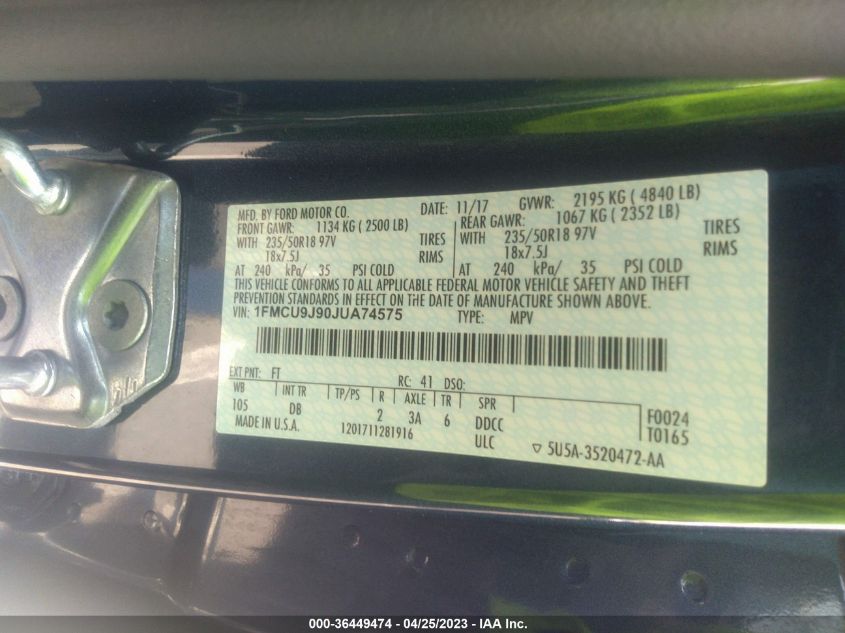 MFD. BY FORD MOTOR CO. DATE: 11/17 GVWR: 2195 KG ( 4840 LB)
FRONT GAWR: 1134 KG ( 2500 LB) REAR GAWR: 1067 KG ( 2352 LB)
WITH 235/50R18 97V TIRES WITH 235/50R18 97V TIRES
18x7.5J RIMS 18x7.5J RIMS
AT 240 kPa/ 35 PSI COLD AT 240 kPa/ 35 PSI COLD
THIS VEHICLE CONFORMS TO ALL APPLICABLE FEDERAL MOTOR VEHICLE SAFETY AND THEFT
PREVENTION STANDARDS IN EFFECT ON THE DATE OF MANUFACTURE SHOWN ABOVE.
VIN: 1FMCU9J90JUA74575 TYPE: MPV
EXT PNT: FT RC: 41 DSO:
WB INT TR TP/PS R AXLE TR SPR
105 DB 2 3A 6 DDCC F0024
MADE IN U.S.A. 1201711281916 ULC T0165
▽ 5U5A-3520472-AA
000-36449474 - 04/25/2023 - IAA Inc.